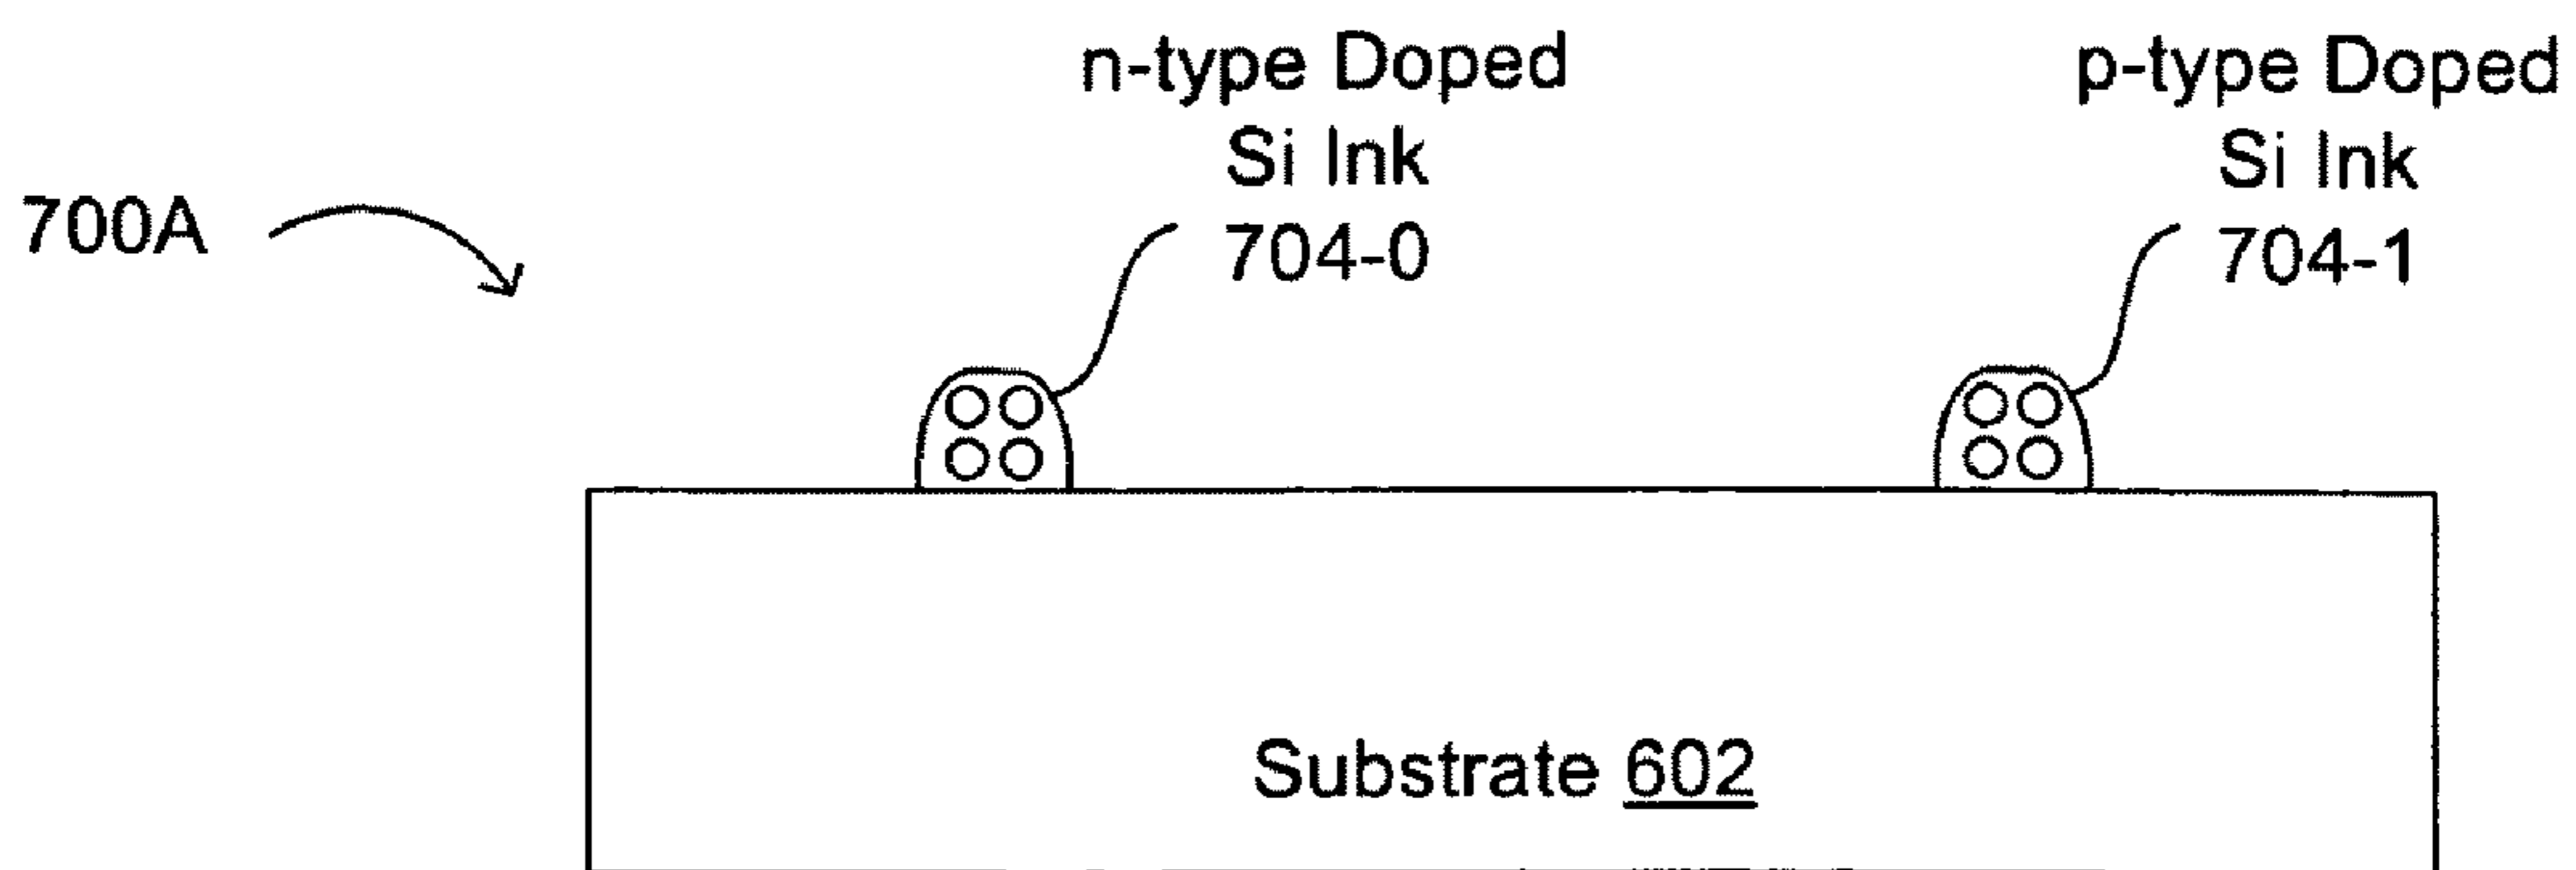 n-type Doped
Si Ink
704-0
p-type Doped
Si Ink
704-1
700A
Substrate 602